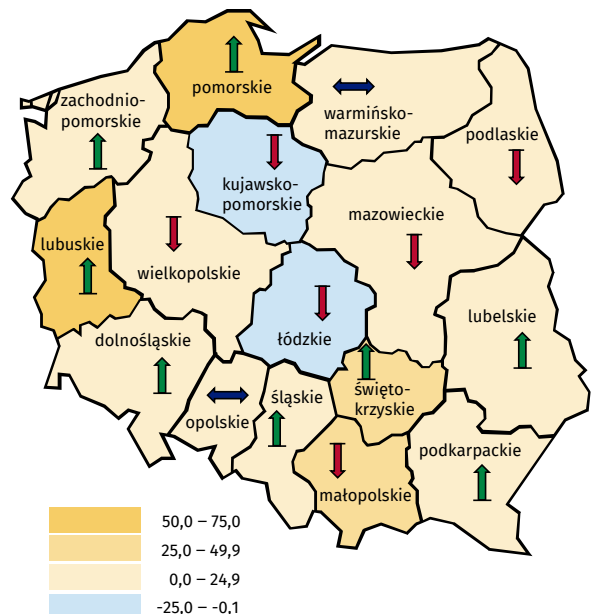 pomorskie
zachodnio-
pomorskie
warmińsko-
mazurskie
podlaskie
kujawsko-
pomorskie
mazowieckie
lubuskie
wielkopolskie
łódzkie
lubelskie
dolnośląskie
opolskie
śląskie
święto-
krzyskie
podkarpackie
małopolskie
50,0 – 75,0
25,0 – 49,9
0,0 – 24,9
-25,0 – -0,1